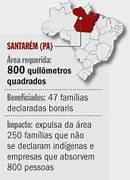 SANTARÉM (PA)
Área requerida:
800 quilômetros
quadrados
Beneficiados: 47 famílias
declaradas boraris
Impacto: expulsa da área
250 famílias que não
se declaram indígenas e
empresas que absorvem
800 pessoas